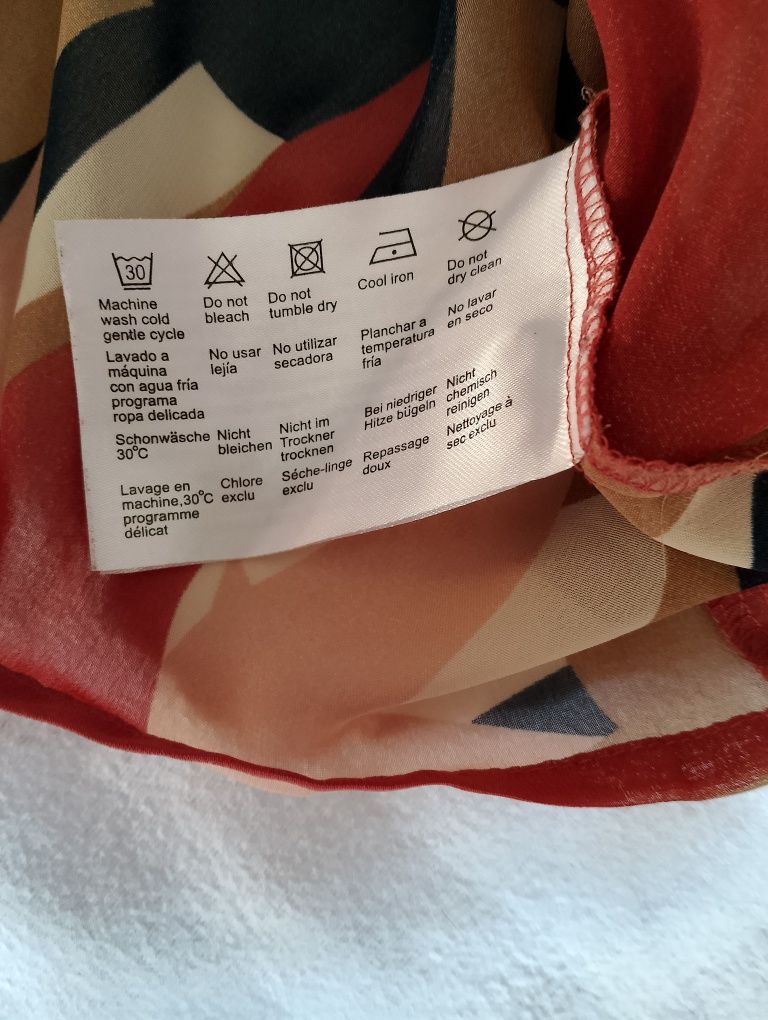 30
Machine
wash cold
gentle cycle
Do not
bleach
Do not
tumble dry
Cool iron
Do not
dry clean
Lavado a
máquina
con agua fría
programa
ropa delicada
No usar
lejía
No utilizar
secadora
Planchar a
temperatura
fría
No lavar
en seco
Schonwäsche
30°C
Nicht
bleichen
Nicht im
Trockner
trocknen
Bei niedriger
Hitze bügeln
Nicht
chemisch
reinigen
Lavage en
machine,30°C
programme
délicat
Chlore
exclu
Séche-linge
exclu
Repassage
doux
Nettoyage à
sec exclu